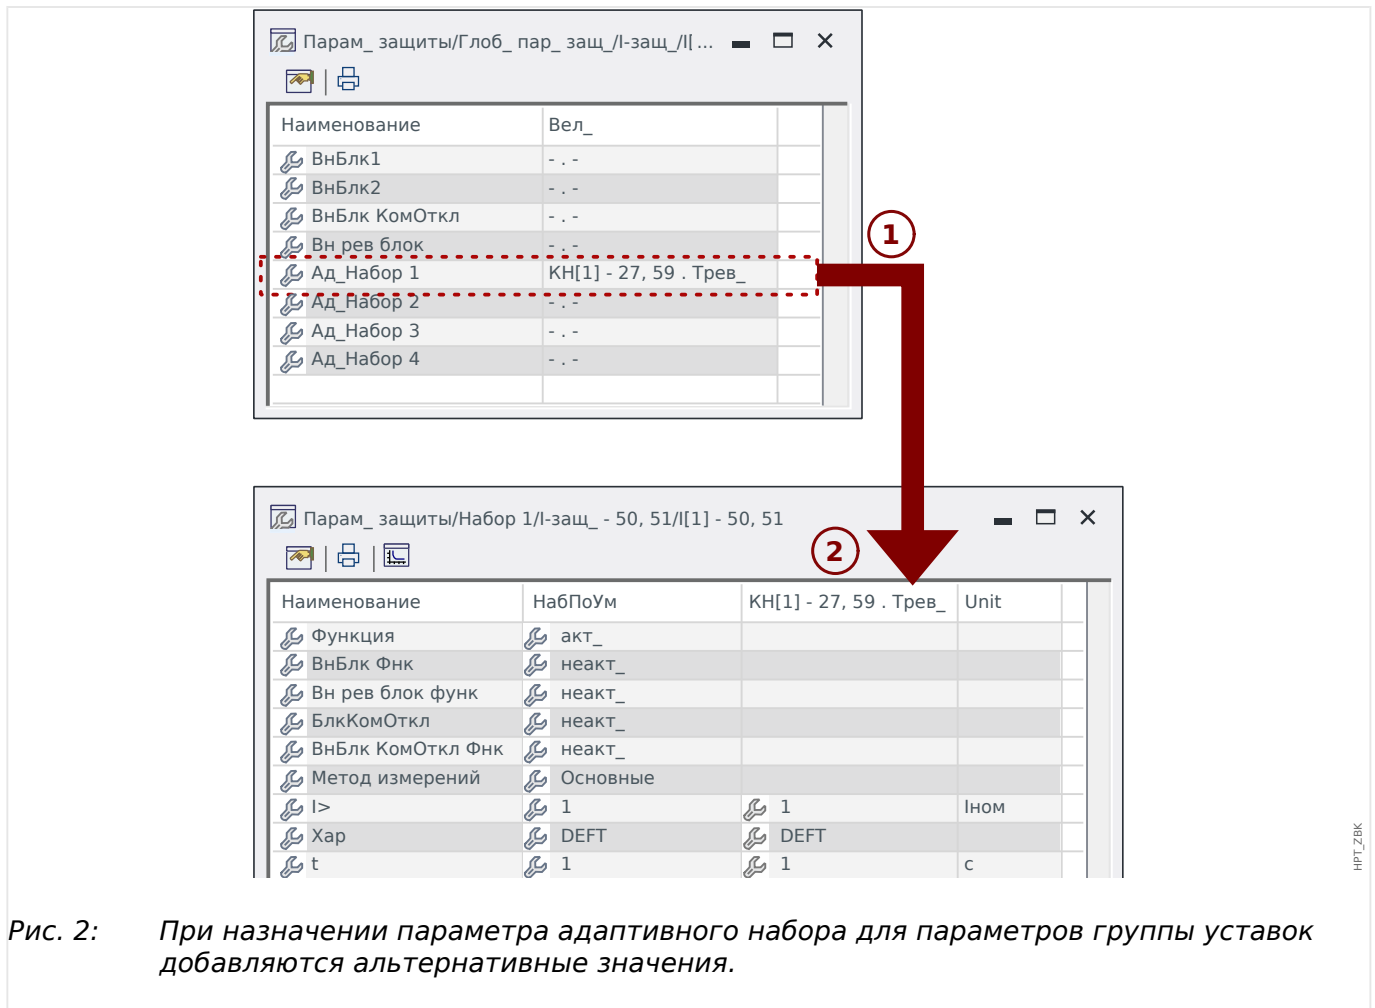 Парам_ защиты/Глоб_ пар_ защ_/I-защ_/I[...
Наименование Вел_
ВнБлк1 - . -
ВнБлк2 - . -
ВнБлк КомОткл - . -
Вн рев блок - . -
1
Ад_Набор 1 КН[1] - 27, 59 . Трев_
Ад_Набор 2 - . -
Ад_Набор 3 - . -
Ад_Набор 4 - . -
Парам_ защиты/Набор 1/I-защ_ - 50, 51/I[1] - 50, 51
2
Наименование НабПоУм КН[1] - 27, 59 . Трев_ Unit
Функция акт_
ВнБлк Фнк неакт_
Вн рев блок функ неакт_
БлкКомОткл неакт_
ВнБлк КомОткл Фнк неакт_
Метод измерений Основные
I> 1 1 Iном
Хар DEFT DEFT
t 1 1 с
HPT_ZBK
Рис. 2: При назначении параметра адаптивного набора для параметров группы уставок
добавляются альтернативные значения.